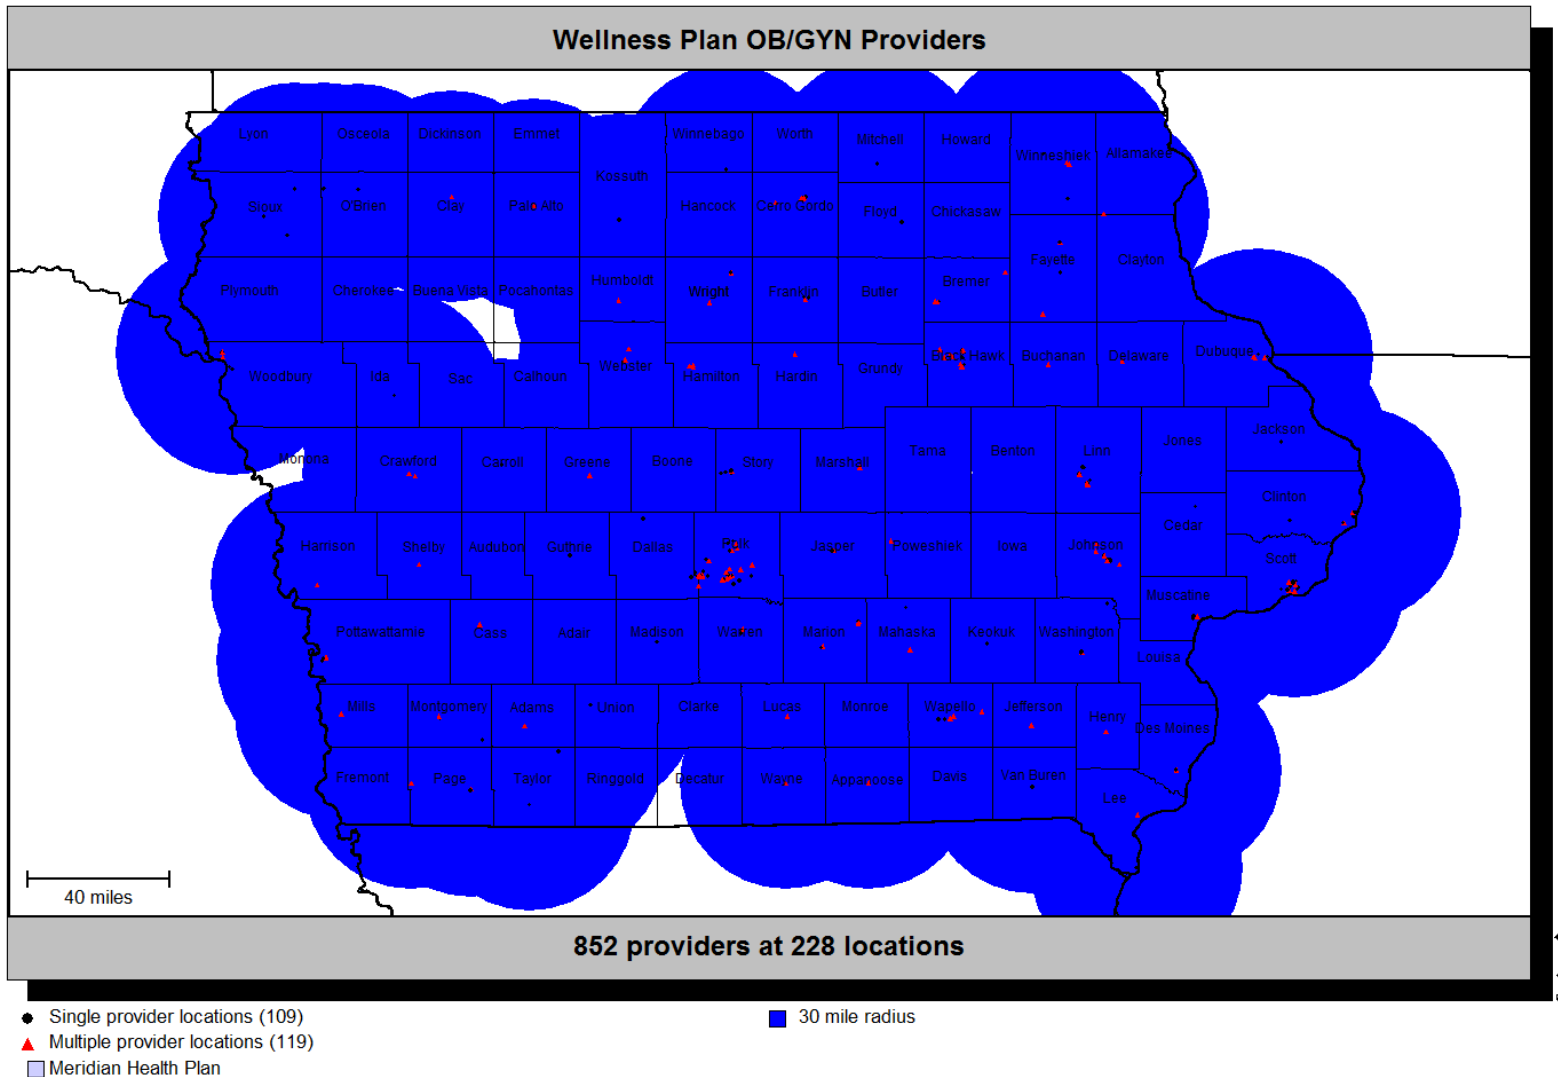 Wellness Plan OB/GYN Providers
Lyon Osceola Dickinson Emmet Winnebago Worth Mitchell Howard Winneshiek Allamakee
Kossuth
Sioux O'Brien Clay Palo Alto Hancock Cerro Gordo Floyd Chickasaw
Plymouth Cherokee Buena Vista Pocahontas Humboldt Wright Franklin Butler Bremer Fayette Clayton
Woodbury Ida Sac Calhoun Webster Hamilton Hardin Grundy Black Hawk Buchanan Delaware Dubuque
Monona Crawford Carroll Greene Boone Story Marshall Tama Benton Linn Jones Jackson
Clinton
Harrison Shelby Audubon Guthrie Dallas Polk Jasper Poweshiek Iowa Johnson Cedar Scott
Muscatine
Pottawattamie Cass Adair Madison Warren Marion Mahaska Keokuk Washington Louisa
Mills Montgomery Adams Union Clarke Lucas Monroe Wapello Jefferson Henry Des Moines
Fremont Page Taylor Ringgold Decatur Wayne Appanoose Davis Van Buren Lee
40 miles
852 providers at 228 locations
Single provider locations (109) 30 mile radius
Multiple provider locations (119)
Meridian Health Plan